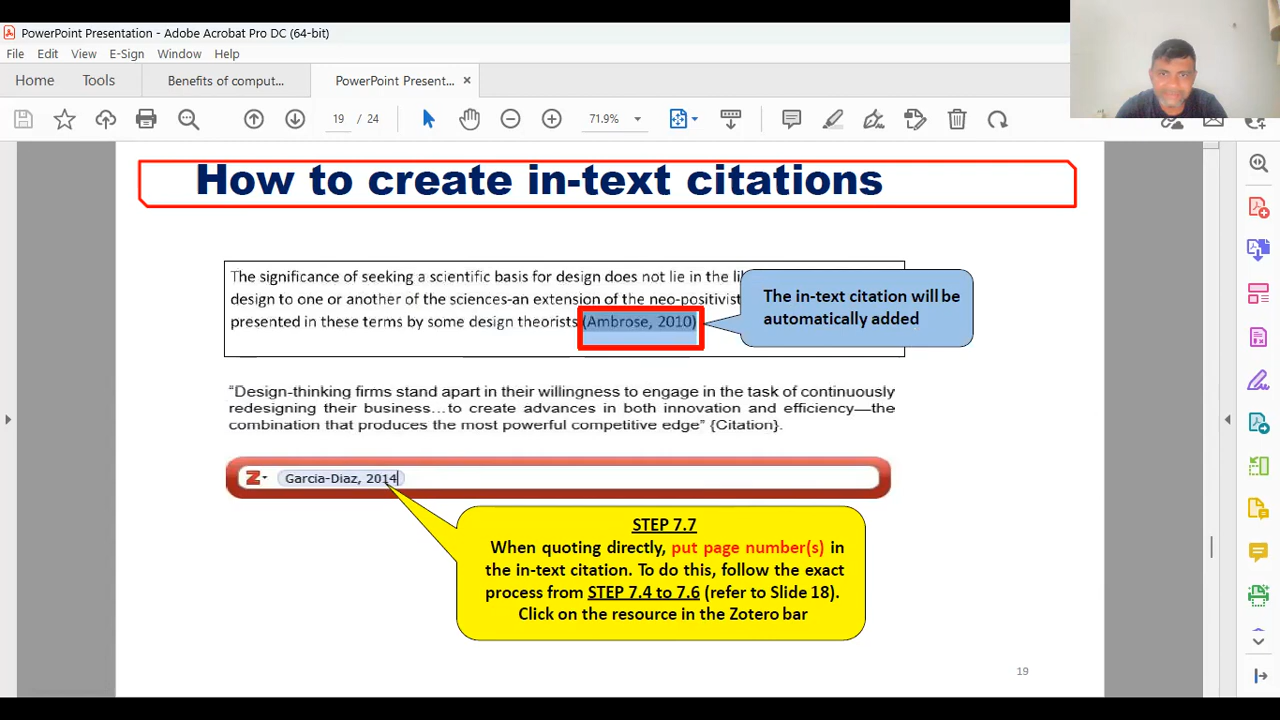 PowerPoint Presentation - Adobe Acrobat Pro DC (64-bit)
File Edit View E-Sign Window Help
Home Tools Benefits of comput... PowerPoint Present... ×
19 / 24 71.9%
How to create in-text citations
The significance of seeking a scientific basis for design does not lie in the
design to one or another of the sciences-an extension of the neo-positivist
presented in these terms by some design theorists (Ambrose, 2010)
The in-text citation will be
automatically added
“Design-thinking firms stand apart in their willingness to engage in the task of continuously
redesigning their business…to create advances in both innovation and efficiency—the
combination that produces the most powerful competitive edge” {Citation}.
Z Garcia-Diaz, 2014
STEP 7.7
When quoting directly, put page number(s) in
the in-text citation. To do this, follow the exact
process from STEP 7.4 to 7.6 (refer to Slide 18).
Click on the resource in the Zotero bar
19